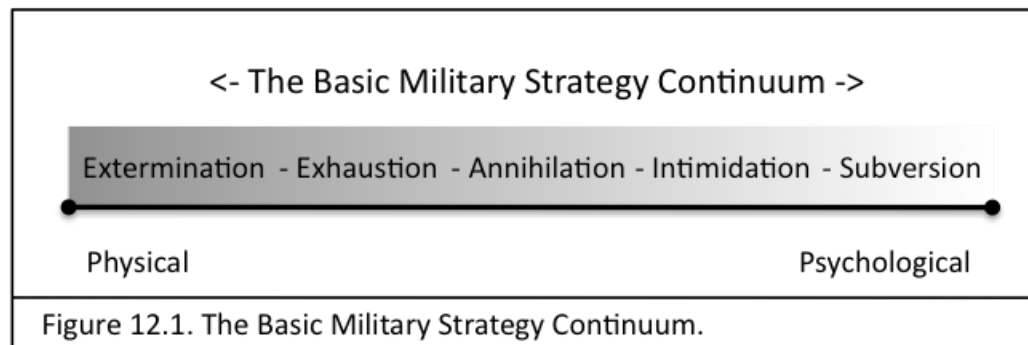 <- The Basic Military Strategy Continuum ->
Extermination - Exhaustion - Annihilation - Intimidation - Subversion
Physical Psychological
Figure 12.1. The Basic Military Strategy Continuum.